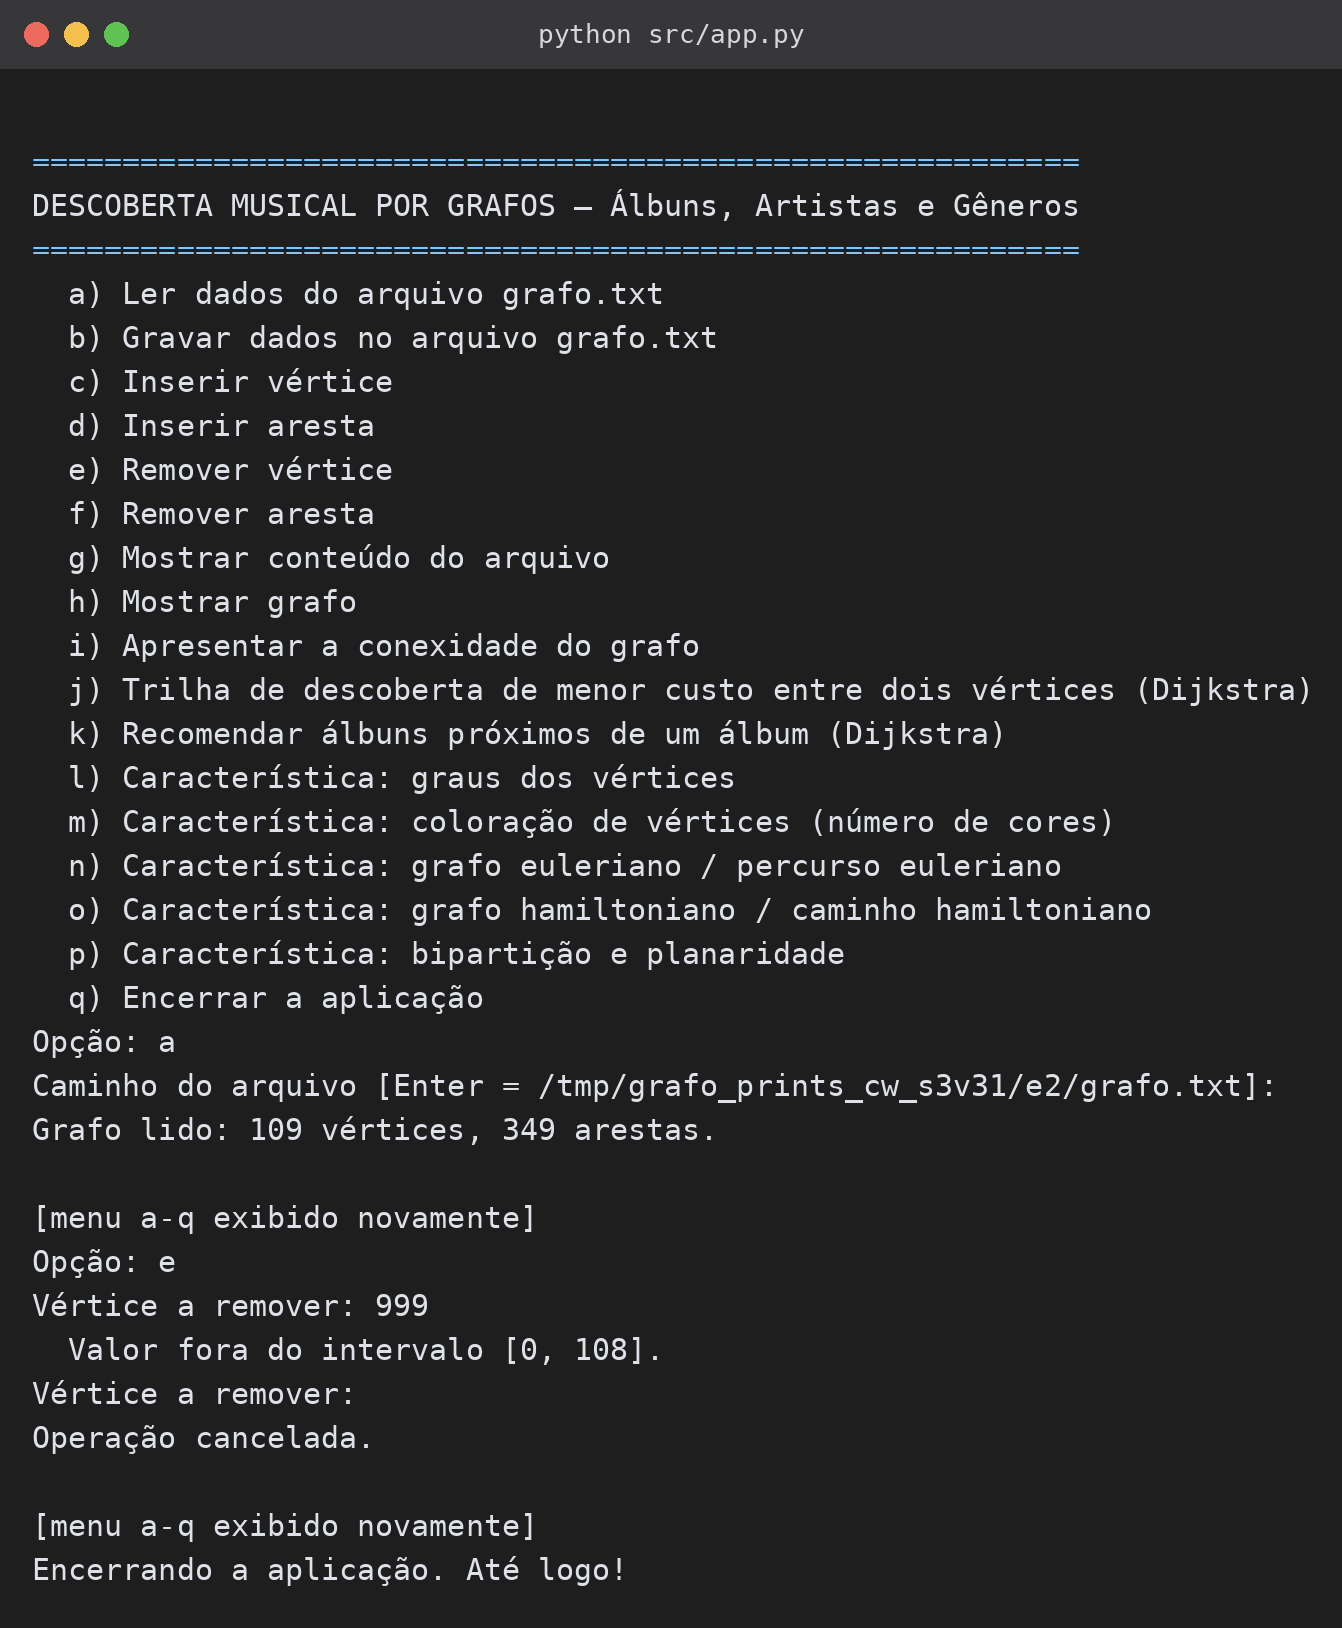 python src/app.py
==========================================================
DESCOBERTA MUSICAL POR GRAFOS — Álbuns, Artistas e Gêneros
==========================================================
  a) Ler dados do arquivo grafo.txt
  b) Gravar dados no arquivo grafo.txt
  c) Inserir vértice
  d) Inserir aresta
  e) Remover vértice
  f) Remover aresta
  g) Mostrar conteúdo do arquivo
  h) Mostrar grafo
  i) Apresentar a conexidade do grafo
  j) Trilha de descoberta de menor custo entre dois vértices (Dijkstra)
  k) Recomendar álbuns próximos de um álbum (Dijkstra)
  l) Característica: graus dos vértices
  m) Característica: coloração de vértices (número de cores)
  n) Característica: grafo euleriano / percurso euleriano
  o) Característica: grafo hamiltoniano / caminho hamiltoniano
  p) Característica: bipartição e planaridade
  q) Encerrar a aplicação
Opção: a
Caminho do arquivo [Enter = /tmp/grafo_prints_cw_s3v31/e2/grafo.txt]:
Grafo lido: 109 vértices, 349 arestas.

[menu a-q exibido novamente]
Opção: e
Vértice a remover: 999
  Valor fora do intervalo [0, 108].
Vértice a remover:
Operação cancelada.

[menu a-q exibido novamente]
Encerrando a aplicação. Até logo!